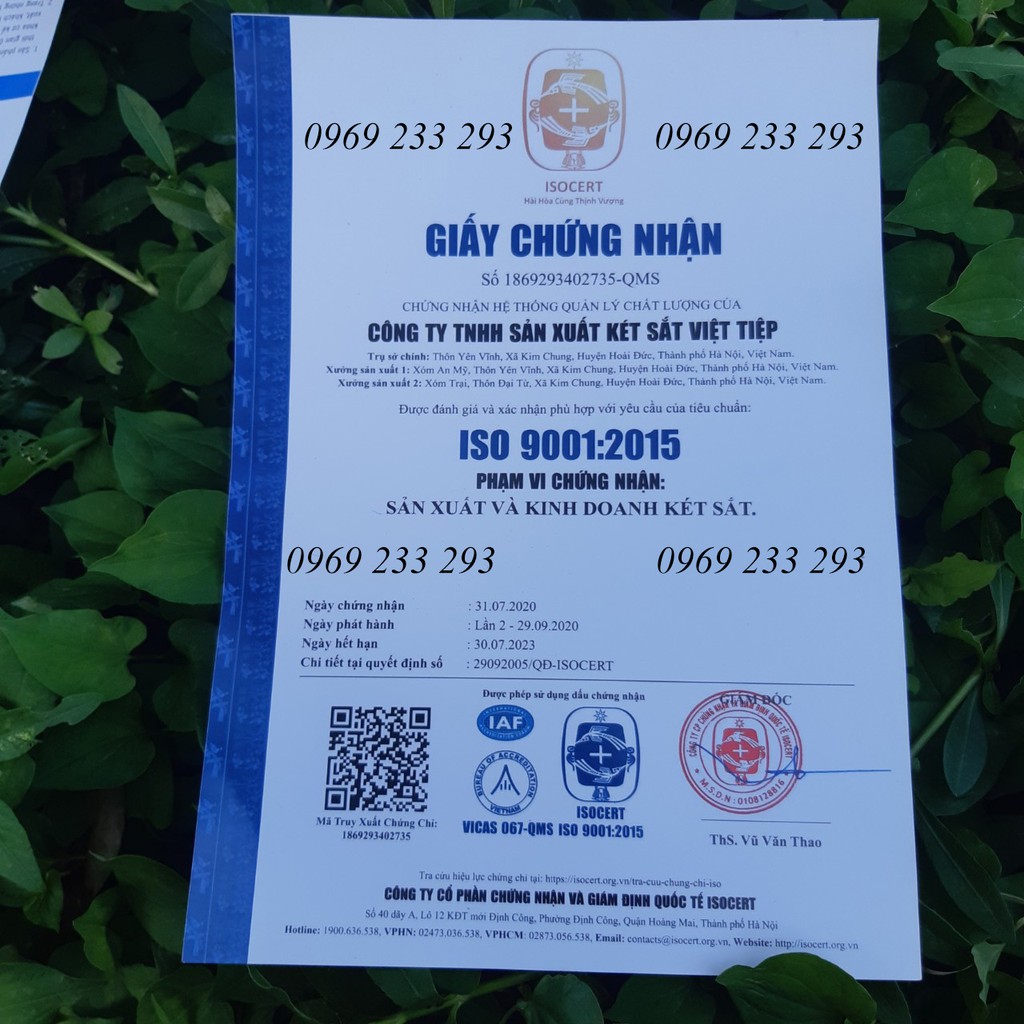 0969 233 293
0969 233 293
ISOCERT
Hài Hòa Cùng Thịnh Vượng
GIẤY CHỨNG NHẬN
Số 1869293402735-QMS
CHỨNG NHẬN HỆ THỐNG QUẢN LÝ CHẤT LƯỢNG CỦA
CÔNG TY TNHH SẢN XUẤT KÉT SẮT VIỆT TIỆP
Trụ sở chính: Thôn Yên Vĩnh, Xã Kim Chung, Huyện Hoài Đức, Thành phố Hà Nội, Việt Nam.
Xưởng sản xuất 1: Xóm An Mỹ, Thôn Yên Vĩnh, Xã Kim Chung, Huyện Hoài Đức, Thành phố Hà Nội, Việt Nam.
Xưởng sản xuất 2: Xóm Trại, Thôn Đại Tự, Xã Kim Chung, Huyện Hoài Đức, Thành phố Hà Nội, Việt Nam.
Được đánh giá và xác nhận phù hợp với yêu cầu của tiêu chuẩn:
ISO 9001:2015
PHẠM VI CHỨNG NHẬN:
SẢN XUẤT VÀ KINH DOANH KÉT SẮT.
0969 233 293
0969 233 293
Ngày chứng nhận : 31.07.2020
Ngày phát hành : Lần 2 - 29.09.2020
Ngày hết hạn : 30.07.2023
Chi tiết tại quyết định số : 29092005/QĐ-ISOCERT
Được phép sử dụng dấu chứng nhận
GIÁM ĐỐC
IAF
BUREAU OF ACCREDITATION
VIETNAM
ISOCERT
VICAS 067-QMS ISO 9001:2015
CÔNG TY CP CHỨNG NHẬN VÀ GIÁM ĐỊNH QUỐC TẾ ISOCERT
M.S.D.N: 0108128816
Mã Truy Xuất Chứng Chỉ:
1869293402735
ThS. Vũ Văn Thao
Tra cứu hiệu lực chứng chỉ tại: https://isocert.org.vn/tra-cuu-chung-chi-iso
CÔNG TY CỔ PHẦN CHỨNG NHẬN VÀ GIÁM ĐỊNH QUỐC TẾ ISOCERT
Số 40 dãy A, Lô 12 KĐT mới Định Công, Phường Định Công, Quận Hoàng Mai, Thành phố Hà Nội
Hotline: 1900.636.538, VPHN: 02473.036.538, VPHCM: 02873.056.538, Email: contacts@isocert.org.vn, Website: http://isocert.org.vn